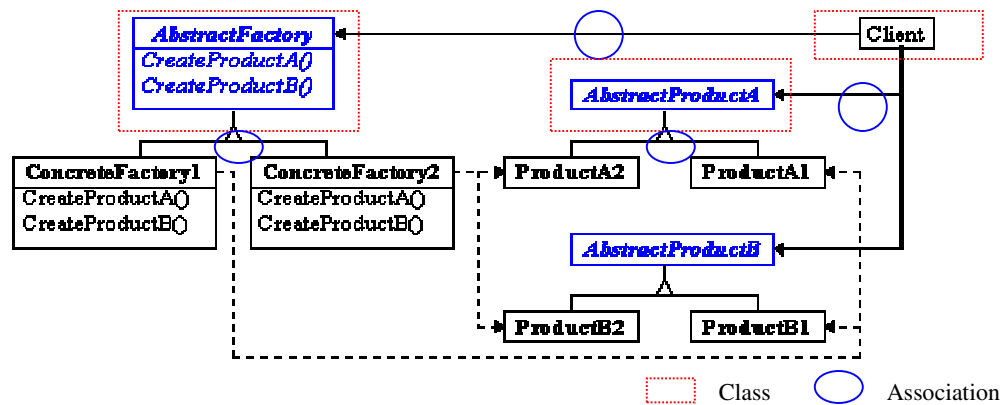 AbstractFactory
CreateProductA()
CreateProductB()
Client
AbstractProductA
ConcreteFactory1
CreateProductA()
CreateProductB()
ConcreteFactory2
CreateProductA()
CreateProductB()
ProductA2
ProductA1
AbstractProductB
ProductB2
ProductB1
Class
Association